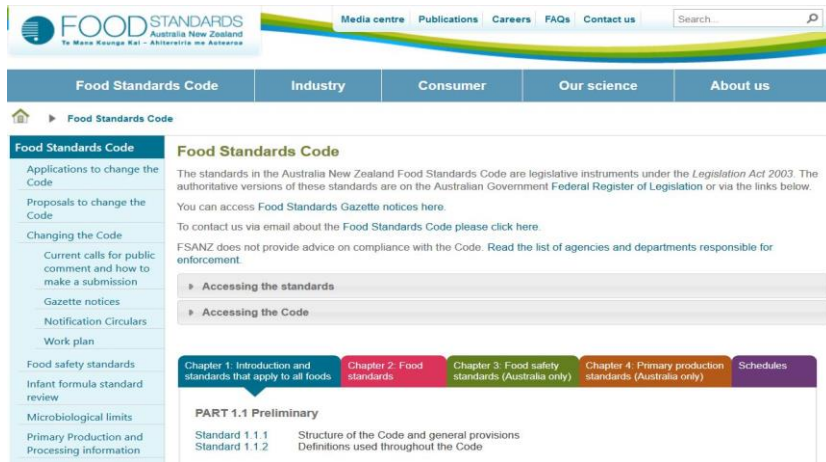 FOOD STANDARDS
Australia New Zealand
Te Mana Kounga Kai - Ahitereiria me Aotearoa
Media centre Publications Careers FAQs Contact us Search...
Food Standards Code Industry Consumer Our science About us
Food Standards Code
Food Standards Code
Applications to change the
Code
Proposals to change the
Code
Changing the Code
Current calls for public
comment and how to
make a submission
Gazette notices
Notification Circulars
Work plan
Food safety standards
Infant formula standard
review
Microbiological limits
Primary Production and
Processing information
Food Standards Code
The standards in the Australia New Zealand Food Standards Code are legislative instruments under the Legislation Act 2003. The
authoritative versions of these standards are on the Australian Government Federal Register of Legislation or via the links below.
You can access Food Standards Gazette notices here.
To contact us via email about the Food Standards Code please click here.
FSANZ does not provide advice on compliance with the Code. Read the list of agencies and departments responsible for
enforcement.
Accessing the standards
Accessing the Code
Chapter 1: Introduction and
standards that apply to all foods
Chapter 2: Food
standards
Chapter 3: Food safety
standards (Australia only)
Chapter 4: Primary production
standards (Australia only)
Schedules
PART 1.1 Preliminary
Standard 1.1.1 Structure of the Code and general provisions
Standard 1.1.2 Definitions used throughout the Code